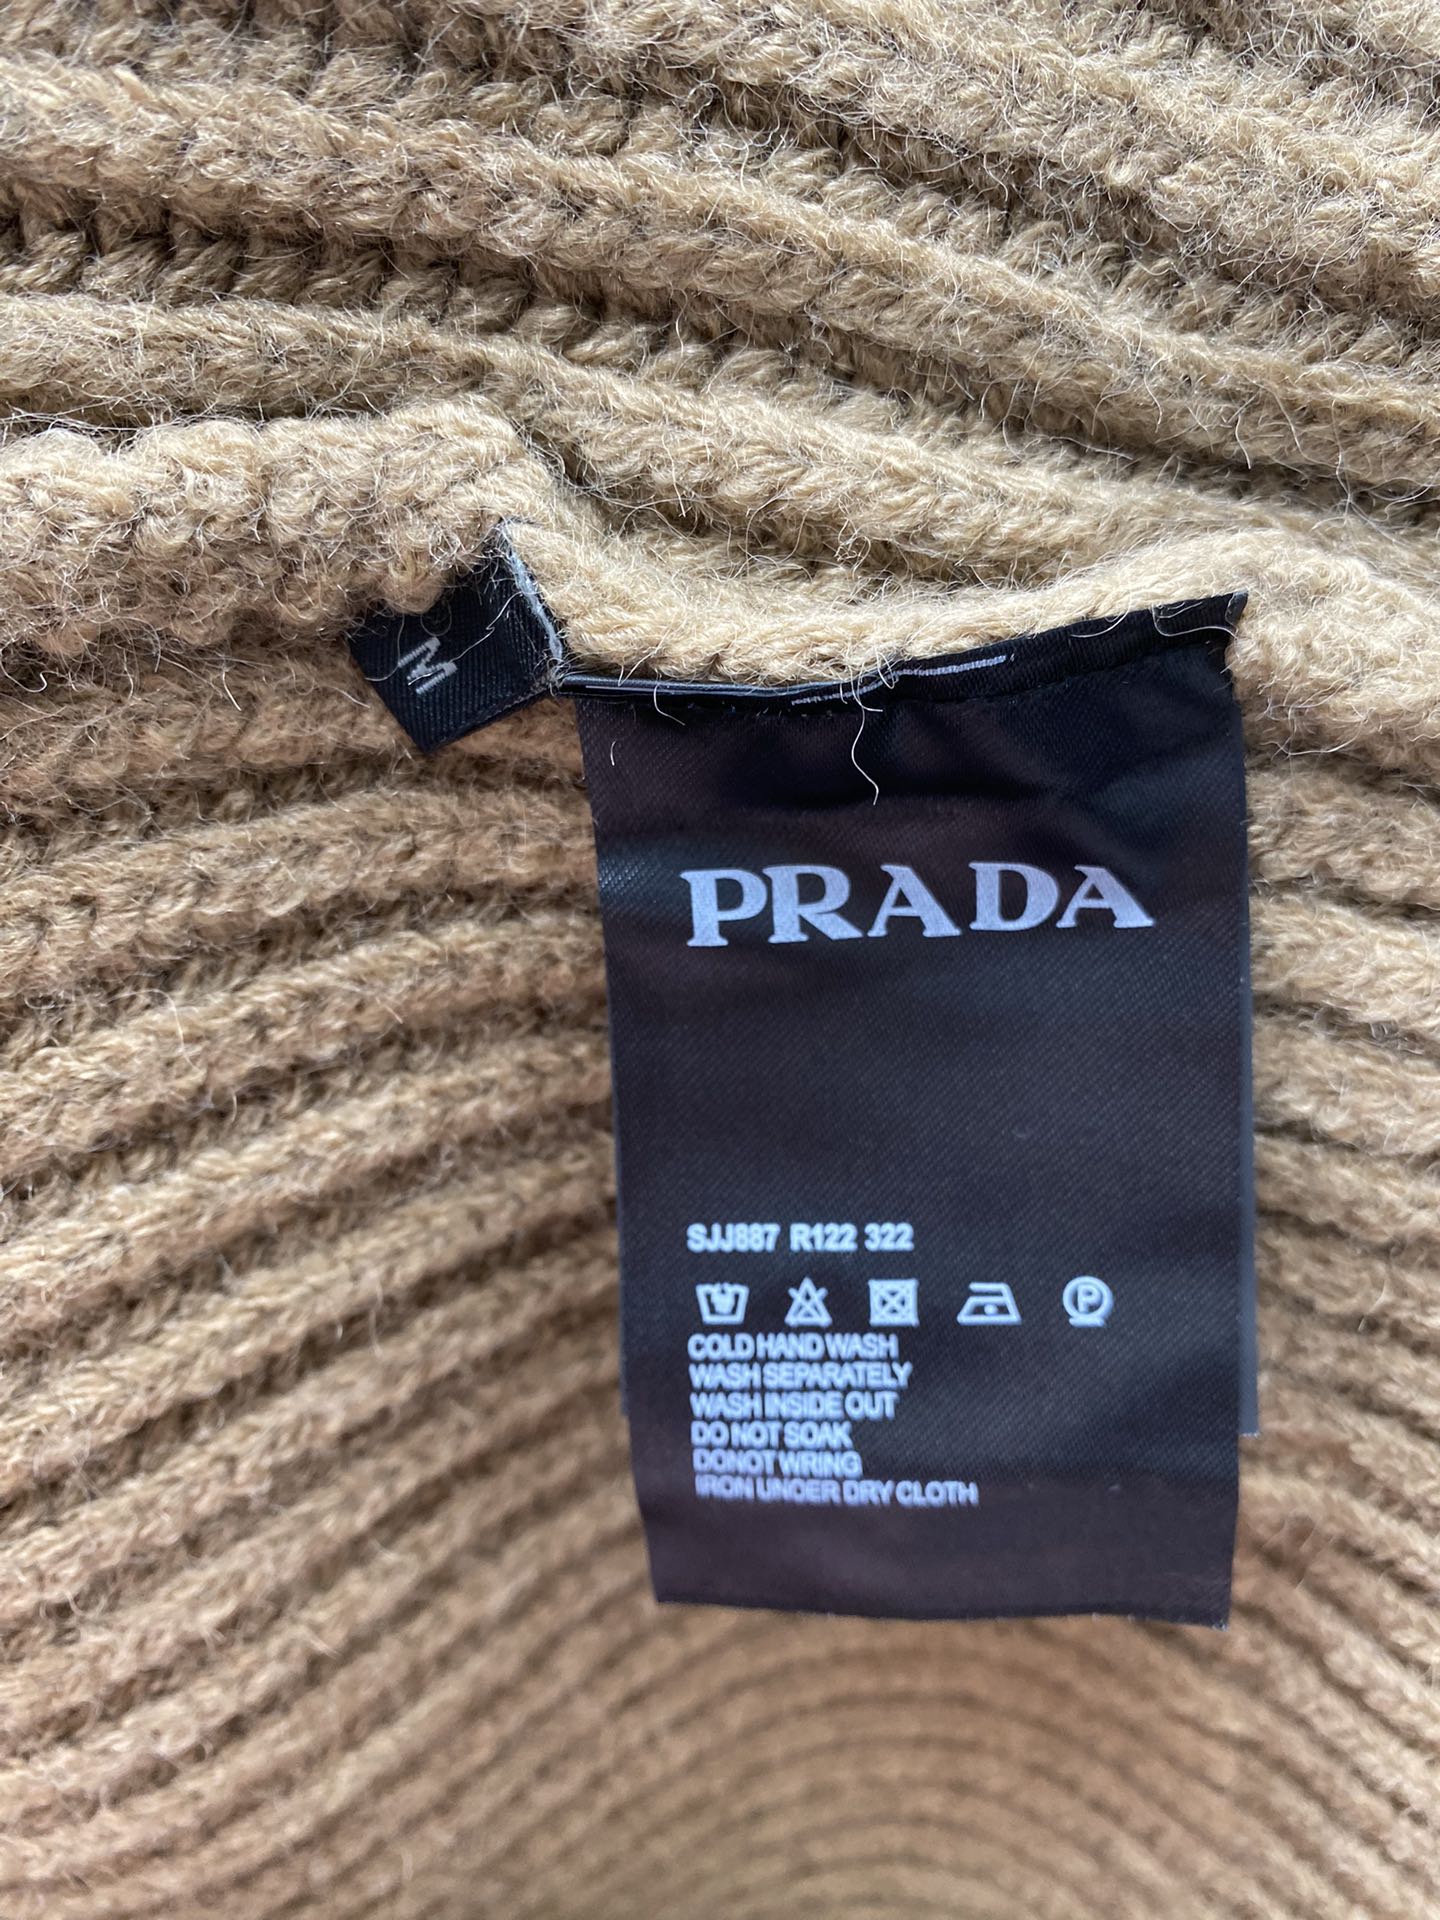 M
PRADA
SJJ887 R122 322
P
COLD HAND WASH
WASH SEPARATELY
WASH INSIDE OUT
DO NOT SOAK
DONOT WRING
IRON UNDER DRY CLOTH